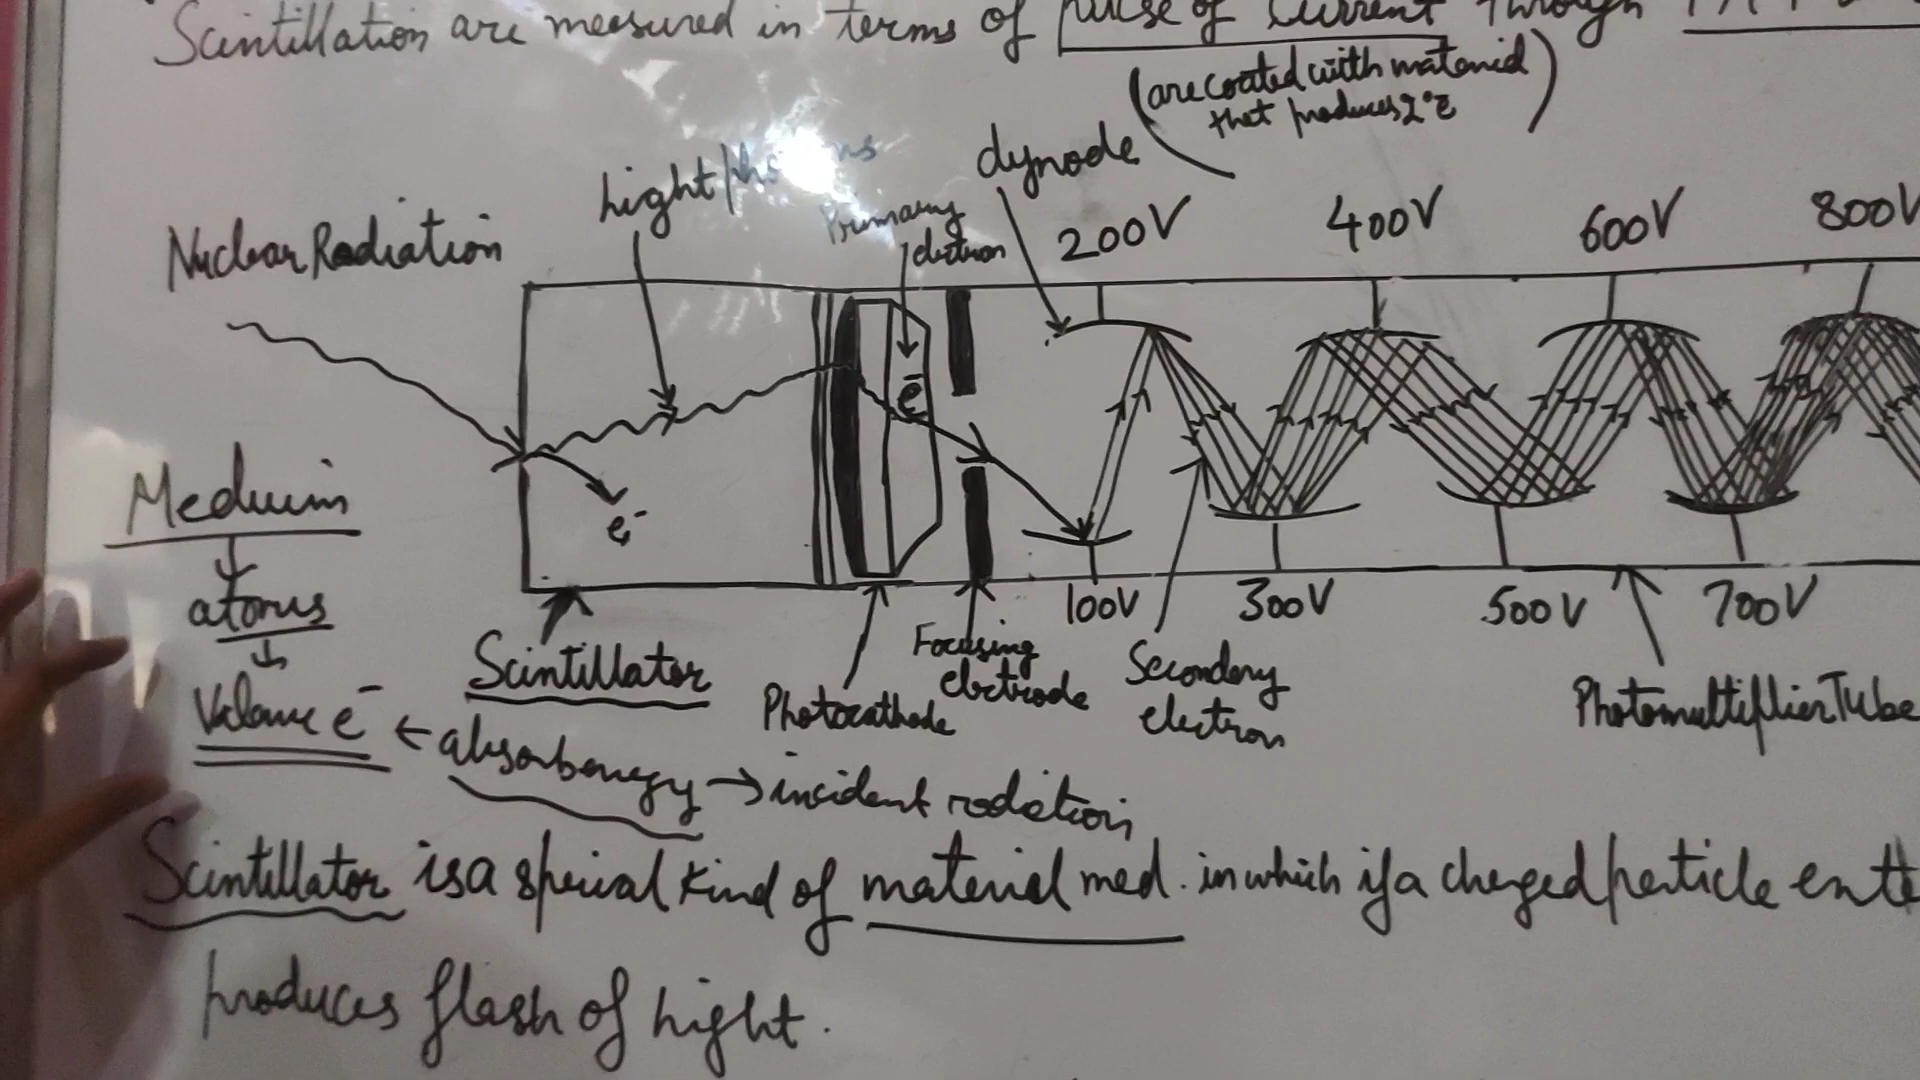 Scintillation are measured in terms of pulse of current through
(are coated with material
that produces 2°e)
dynode
light/
Primary
electron
Nuclear Radiation
200V
400V
600V
800V
e
e-
Medium
atoms
Valance e-
← absorb energy → incident radiation
Scintillator
Photocathode
Focusing
electrode
100V
Secondary
electron
300V
500V
700V
Photomultiplier Tube
Scintillator is a special kind of material med. in which if a charged particle ente
produces flash of light.